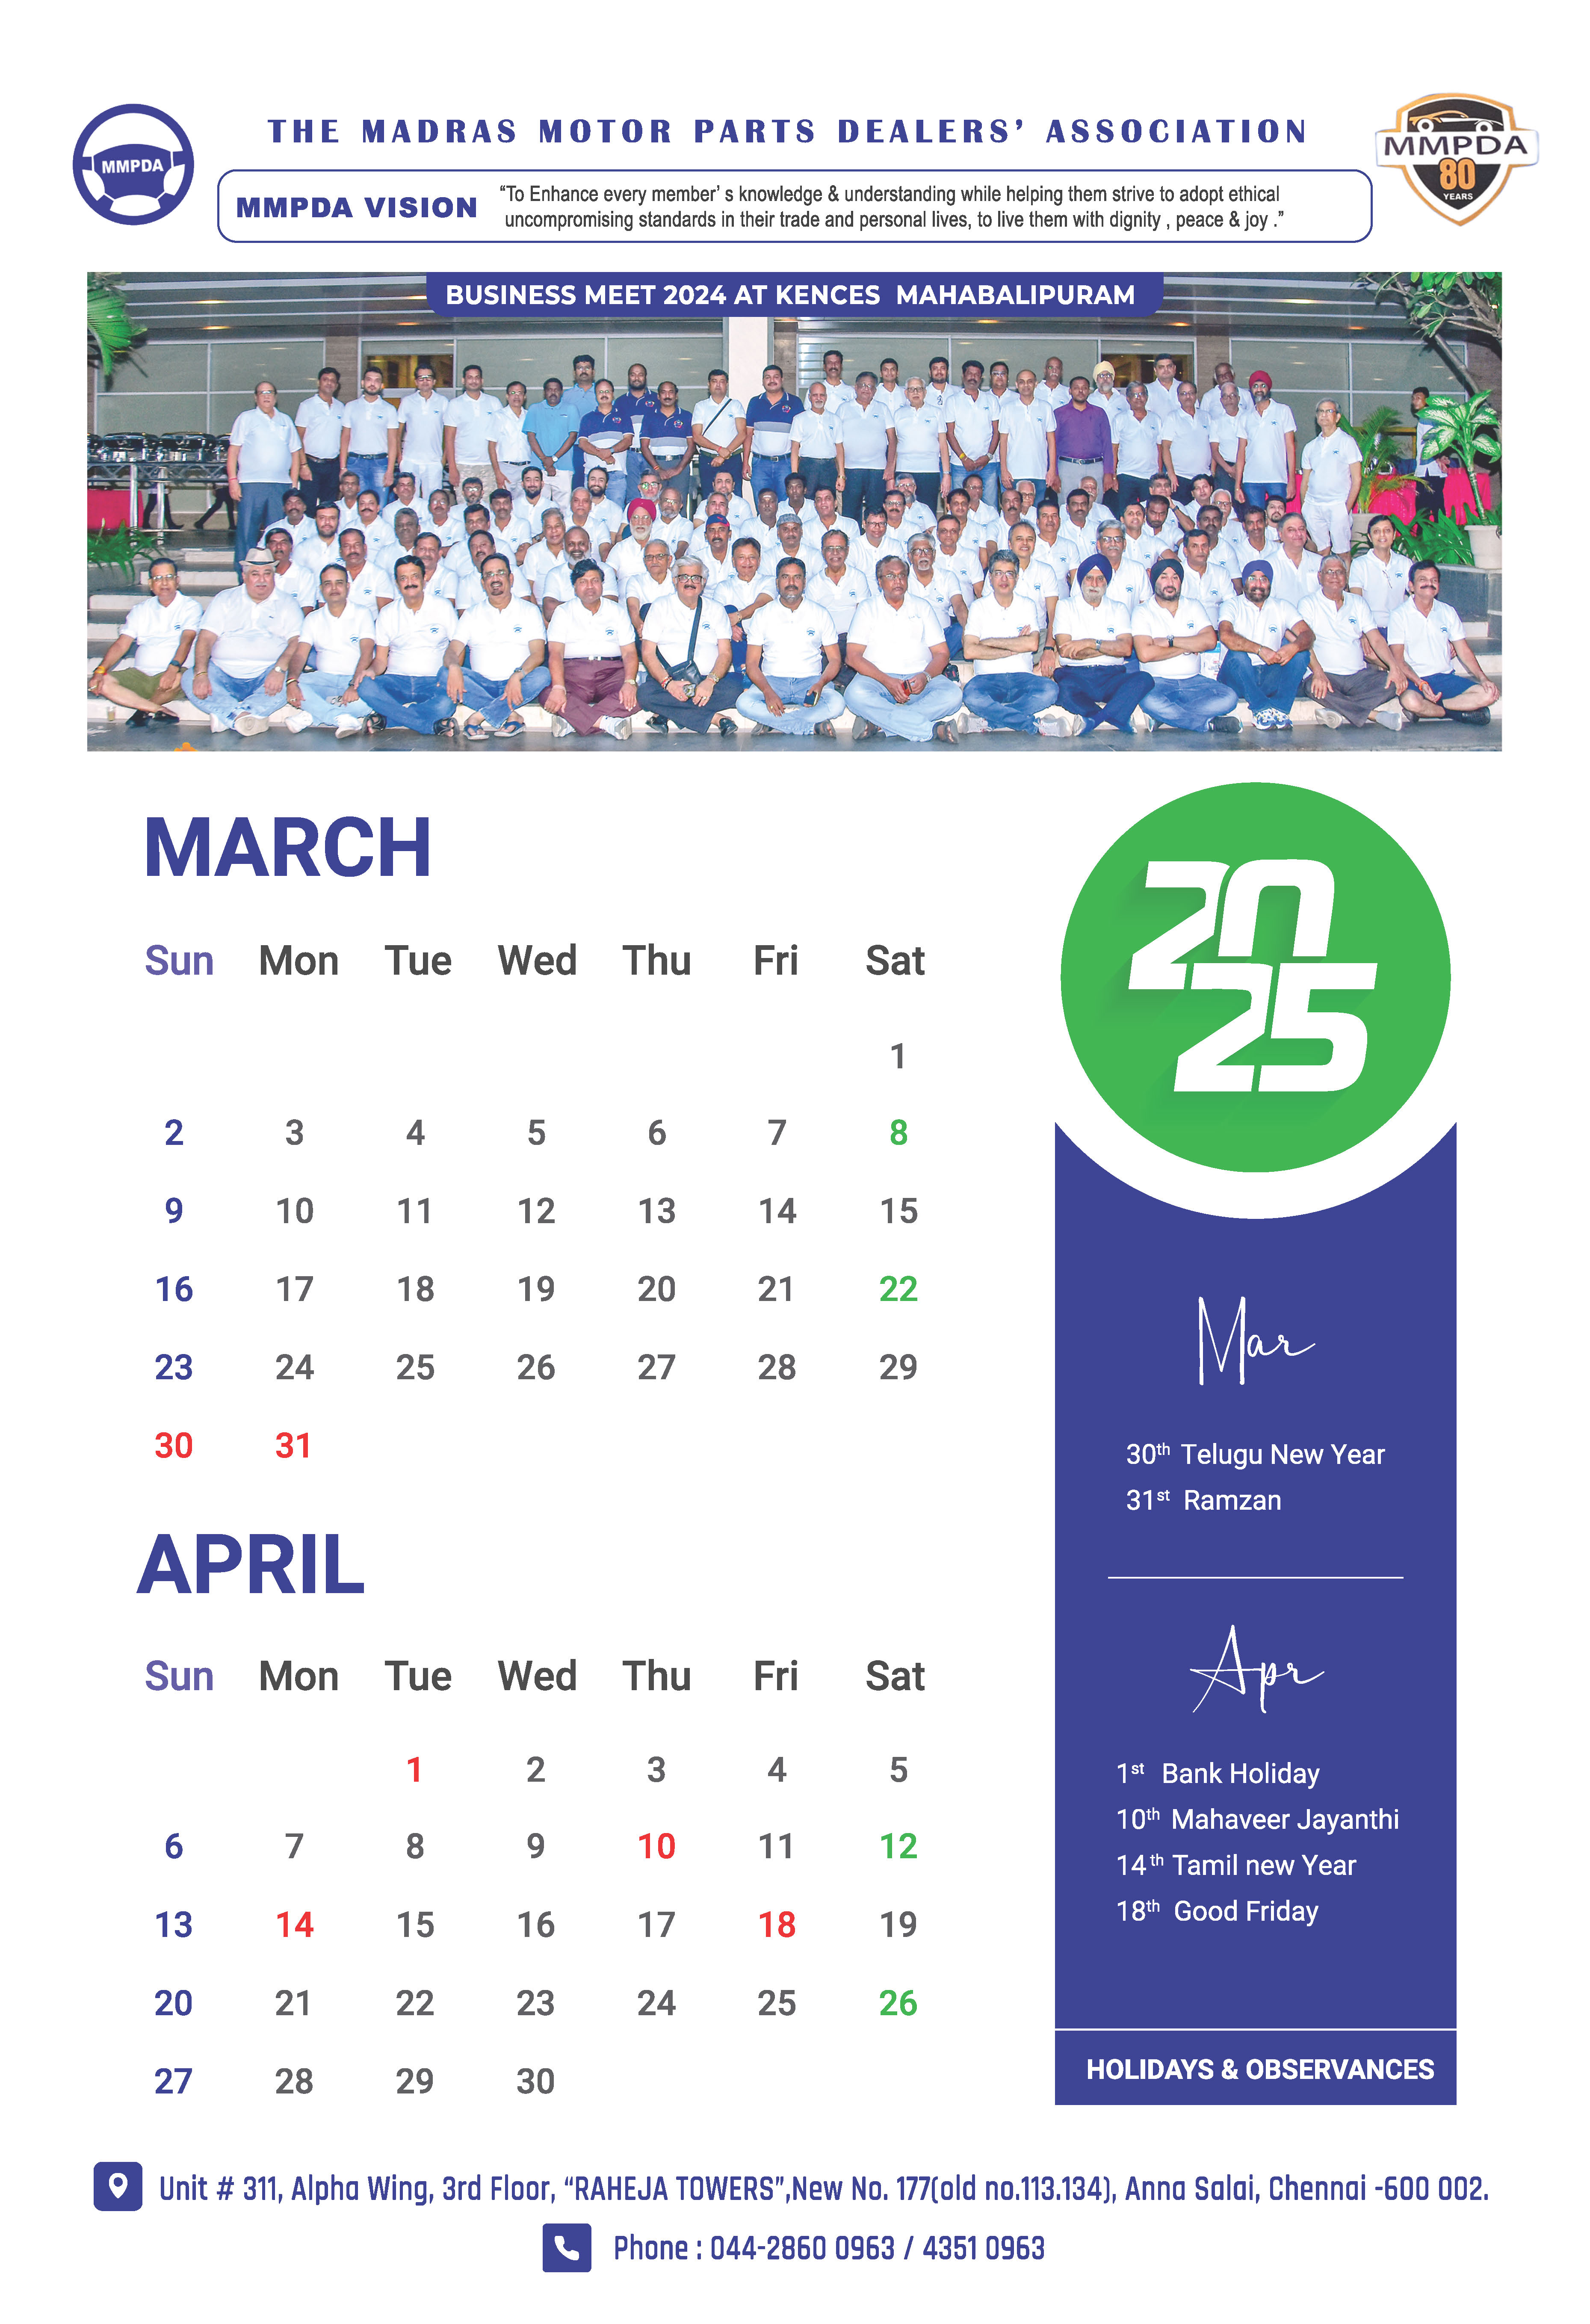 MMPDA
THE MADRAS MOTOR PARTS DEALERS’ ASSOCIATION
MMPDA
80
YEARS
MMPDA VISION
“To Enhance every member’ s knowledge & understanding while helping them strive to adopt ethical
uncompromising standards in their trade and personal lives, to live them with dignity , peace & joy .”
BUSINESS MEET 2024 AT KENCES MAHABALIPURAM
MARCH
Sun Mon Tue Wed Thu Fri Sat
1
2 3 4 5 6 7 8
9 10 11 12 13 14 15
16 17 18 19 20 21 22
23 24 25 26 27 28 29
30 31
APRIL
Sun Mon Tue Wed Thu Fri Sat
1 2 3 4 5
6 7 8 9 10 11 12
13 14 15 16 17 18 19
20 21 22 23 24 25 26
27 28 29 30
20
25
Mar
30th Telugu New Year
31st Ramzan
Apr
1st Bank Holiday
10th Mahaveer Jayanthi
14th Tamil new Year
18th Good Friday
HOLIDAYS & OBSERVANCES
Unit # 311, Alpha Wing, 3rd Floor, “RAHEJA TOWERS”,New No. 177(old no.113.134), Anna Salai, Chennai -600 002.
Phone : 044-2860 0963 / 4351 0963